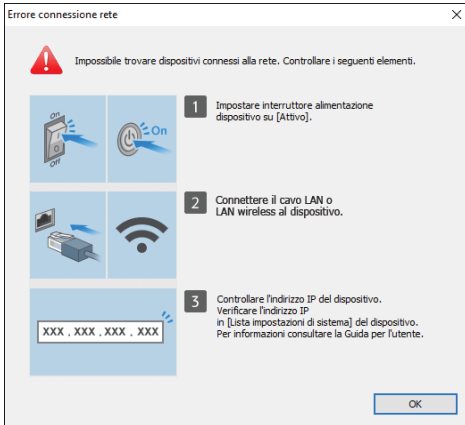 Errore connessione rete
Impossibile trovare dispositivi connessi alla rete. Controllare i seguenti elementi.
On
Off
On
1
Impostare interruttore alimentazione
dispositivo su [Attivo].
2
Connettere il cavo LAN o
LAN wireless al dispositivo.
XXX . XXX . XXX . XXX
3
Controllare l'indirizzo IP del dispositivo.
Verificare l'indirizzo IP
in [Lista impostazioni di sistema] del dispositivo.
Per informazioni consultare la Guida per l'utente.
OK